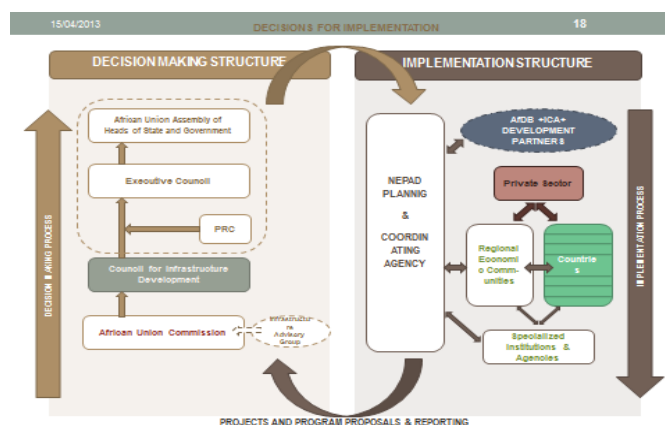 15/04/2013
DECISIONS FOR IMPLEMENTATION
18
DECISION MAKING STRUCTURE
African Union Assembly of
Heads of State and Government
Executive Council
PRC
Council for Infrastructure
Development
African Union Commission
Infrastructu
re
Advisory
Group
DECISION MAKING PROCESS
IMPLEMENTATION STRUCTURE
NEPAD
PLANNIG
&
COORDIN
ATING
AGENCY
AfDB +ICA+
DEVELOPMENT
PARTNERS
Private Sector
Regional
Economi
c Com-
unities
Countrie
s
Specialized
Institutions &
Agencies
IMPLEMENTATION PROCESS
PROJECTS AND PROGRAM PROPOSALS & REPORTING